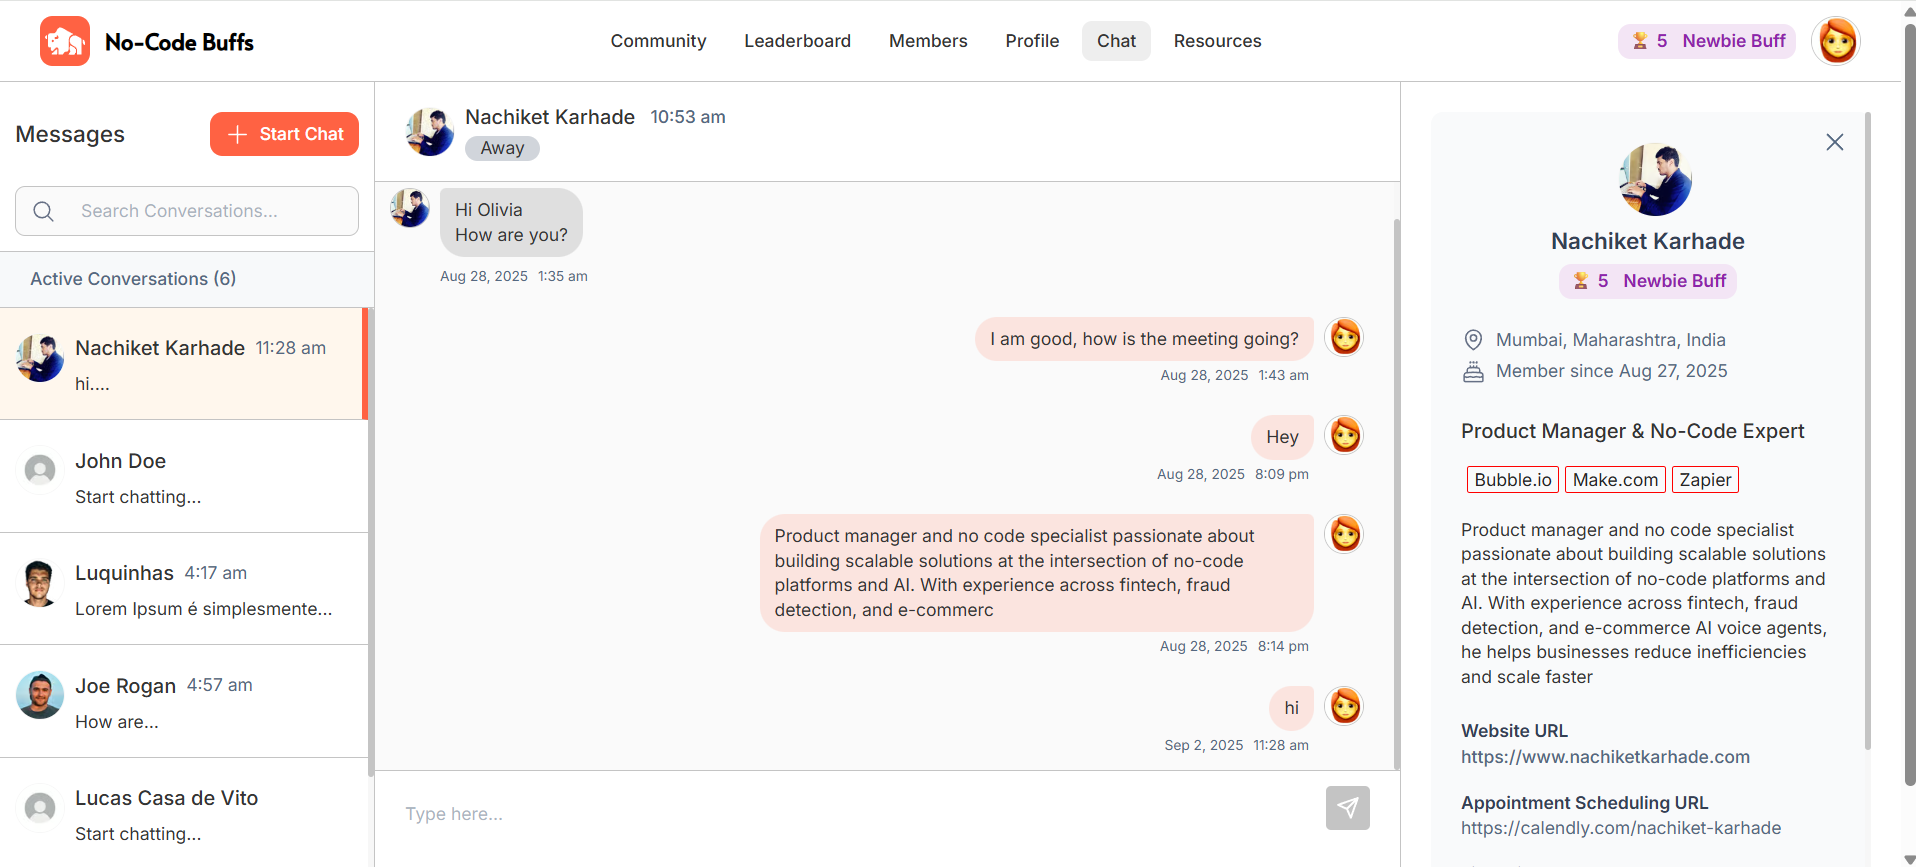 No-Code Buffs
Community Leaderboard Members Profile Chat Resources
5 Newbie Buff
Messages
Start Chat
Search Conversations...
Active Conversations (6)
Nachiket Karhade 11:28 am
hi....
John Doe
Start chatting...
Luquinhas 4:17 am
Lorem Ipsum é simplesmente...
Joe Rogan 4:57 am
How are...
Lucas Casa de Vito
Start chatting...
Nachiket Karhade 10:53 am
Away
Hi Olivia
How are you?
Aug 28, 2025 1:35 am
I am good, how is the meeting going?
Aug 28, 2025 1:43 am
Hey
Aug 28, 2025 8:09 pm
Product manager and no code specialist passionate about
building scalable solutions at the intersection of no-code
platforms and AI. With experience across fintech, fraud
detection, and e-commerc
Aug 28, 2025 8:14 pm
hi
Sep 2, 2025 11:28 am
Type here...
Nachiket Karhade
5 Newbie Buff
Mumbai, Maharashtra, India
Member since Aug 27, 2025
Product Manager & No-Code Expert
Bubble.io Make.com Zapier
Product manager and no code specialist
passionate about building scalable solutions
at the intersection of no-code platforms and
AI. With experience across fintech, fraud
detection, and e-commerce AI voice agents,
he helps businesses reduce inefficiencies
and scale faster
Website URL
https://www.nachiketkarhade.com
Appointment Scheduling URL
https://calendly.com/nachiket-karhade